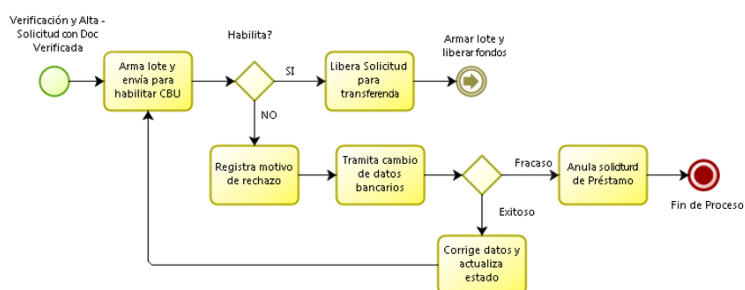 Verificación y Alta -
Solicitud con Doc
Verificada
Arma lote y
envía para
habilitar CBU
Habilita?
SI
NO
Libera Solicitud
para
transferenda
Armar lote y
liberar fondos
Registra motivo
de rechazo
Tramita cambio
de datos
bancarios
Fracaso
Exitoso
Anula solidturd
de Préstamo
Fin de Proceso
Corrige datos y
actualiza
estado